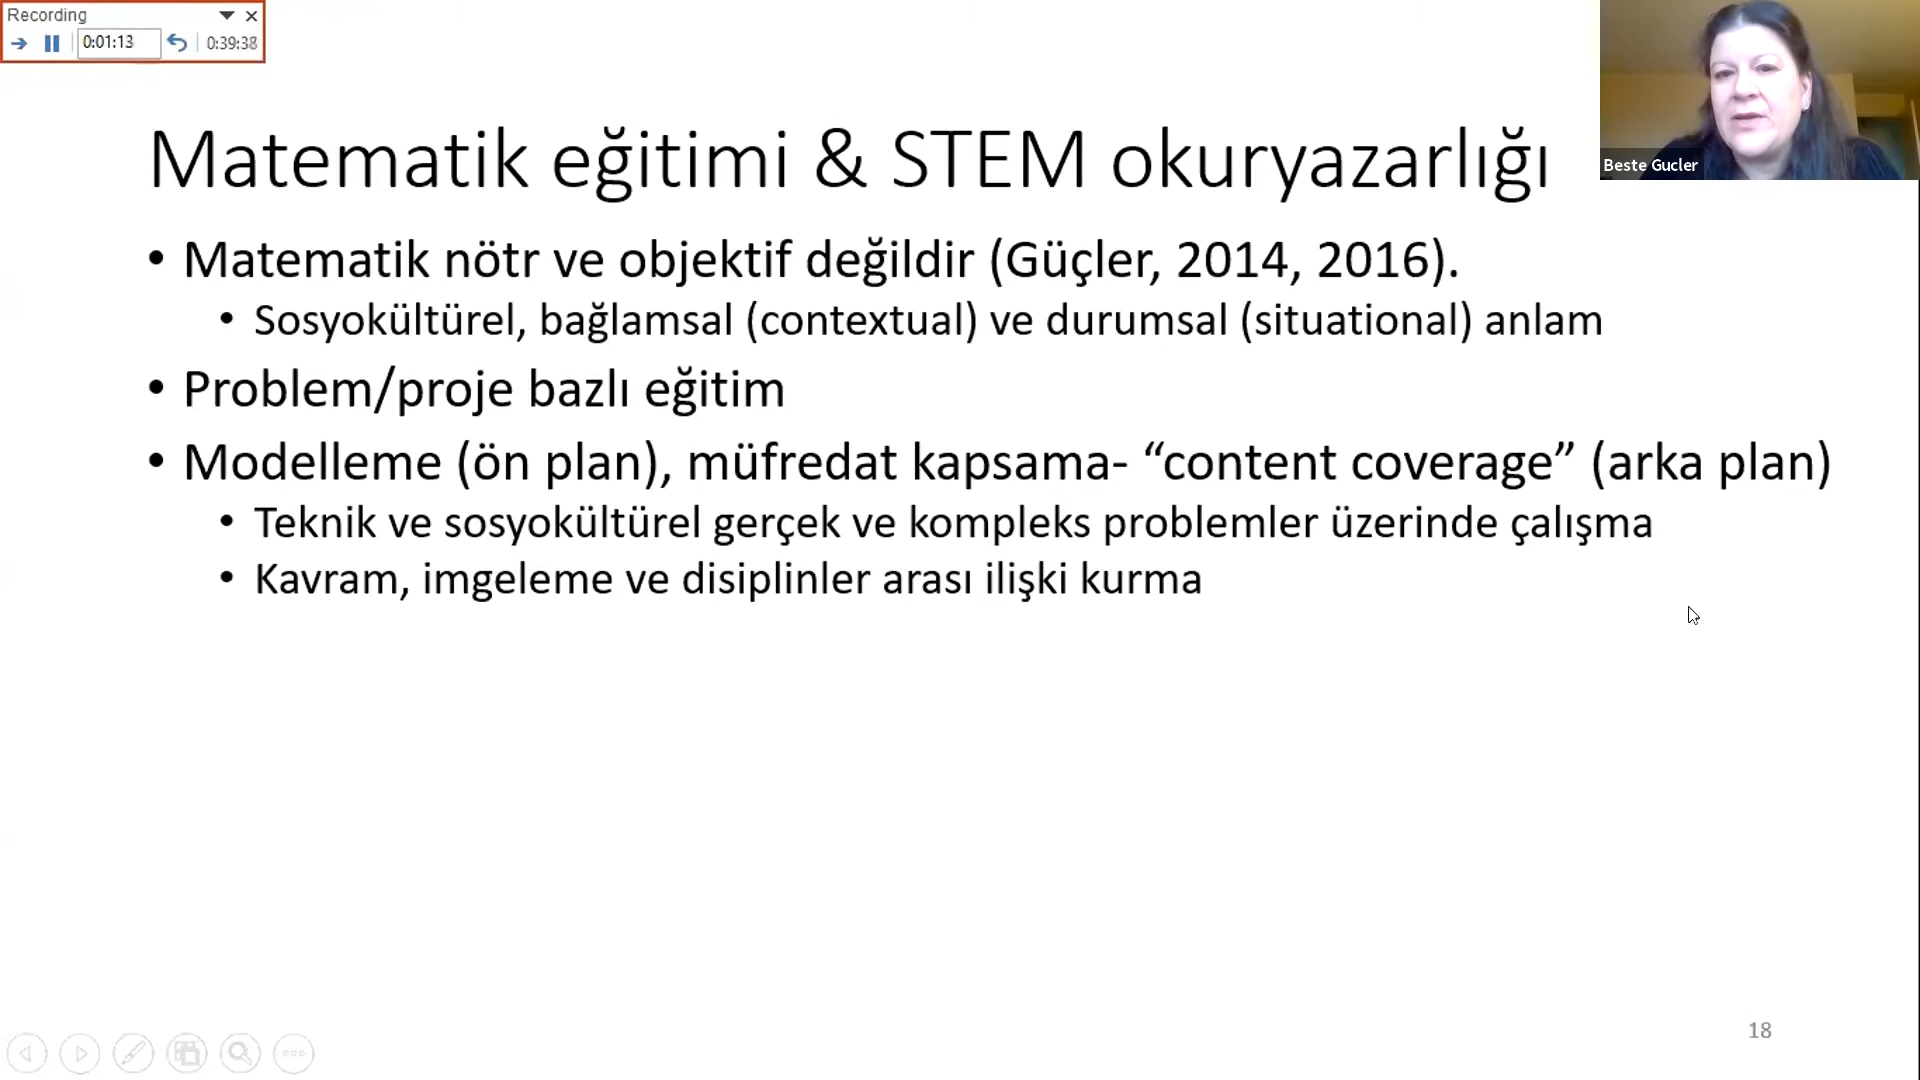 Recording
0:01:13
0:39:38
Beste Gucler
Matematik eğitimi & STEM okuryazarlığı
• Matematik nötr ve objektif değildir (Güçler, 2014, 2016).
• Sosyokültürel, bağlamsal (contextual) ve durumsal (situational) anlam
• Problem/proje bazlı eğitim
• Modelleme (ön plan), müfredat kapsama- “content coverage” (arka plan)
• Teknik ve sosyokültürel gerçek ve kompleks problemler üzerinde çalışma
• Kavram, imgeleme ve disiplinler arası ilişki kurma
18